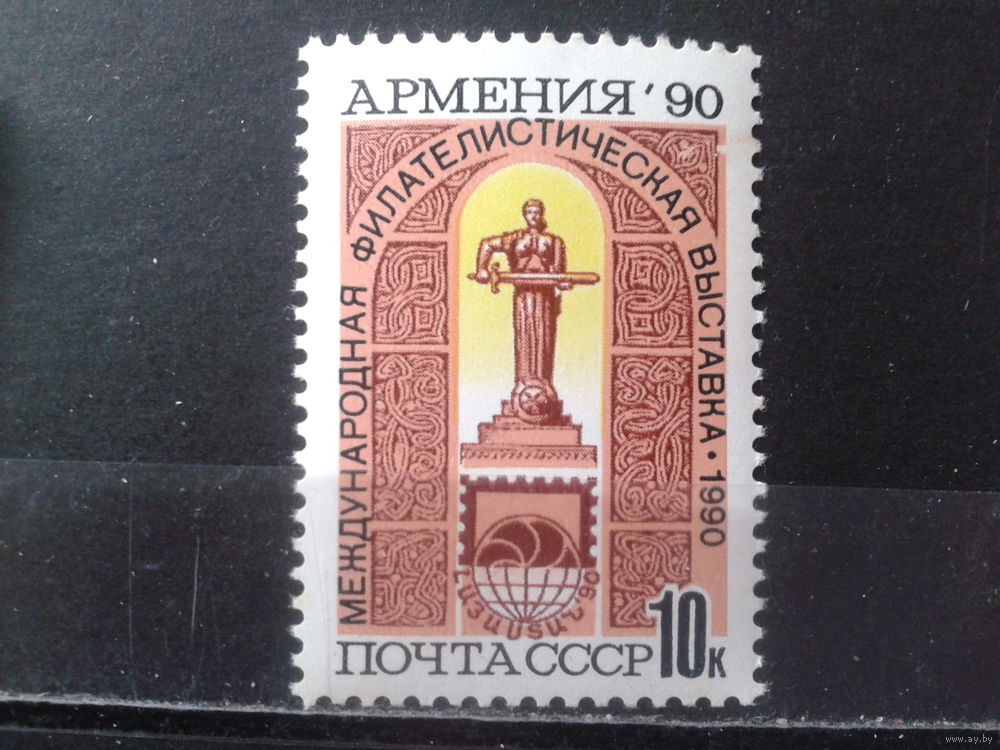 АРМЕНИЯ '90
МЕЖДУНАРОДНАЯ ФИЛАТЕЛИСТИЧЕСКАЯ ВЫСТАВКА • 1990
ՀԱՅԱՍՏԱՆ '90
10к
ПОЧТА СССР
www.ay.by